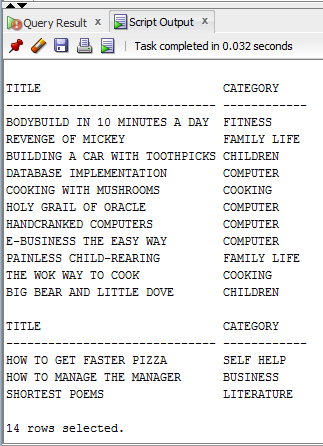 Query Result x Script Output x
Task completed in 0.032 seconds
TITLE CATEGORY
------------------------------ ------------
BODYBUILD IN 10 MINUTES A DAY FITNESS
REVENGE OF MICKEY FAMILY LIFE
BUILDING A CAR WITH TOOTHPICKS CHILDREN
DATABASE IMPLEMENTATION COMPUTER
COOKING WITH MUSHROOMS COOKING
HOLY GRAIL OF ORACLE COMPUTER
HANDCRANKED COMPUTERS COMPUTER
E-BUSINESS THE EASY WAY COMPUTER
PAINLESS CHILD-REARING FAMILY LIFE
THE WOK WAY TO COOK COOKING
BIG BEAR AND LITTLE DOVE CHILDREN
TITLE CATEGORY
------------------------------ ------------
HOW TO GET FASTER PIZZA SELF HELP
HOW TO MANAGE THE MANAGER BUSINESS
SHORTEST POEMS LITERATURE
14 rows selected.